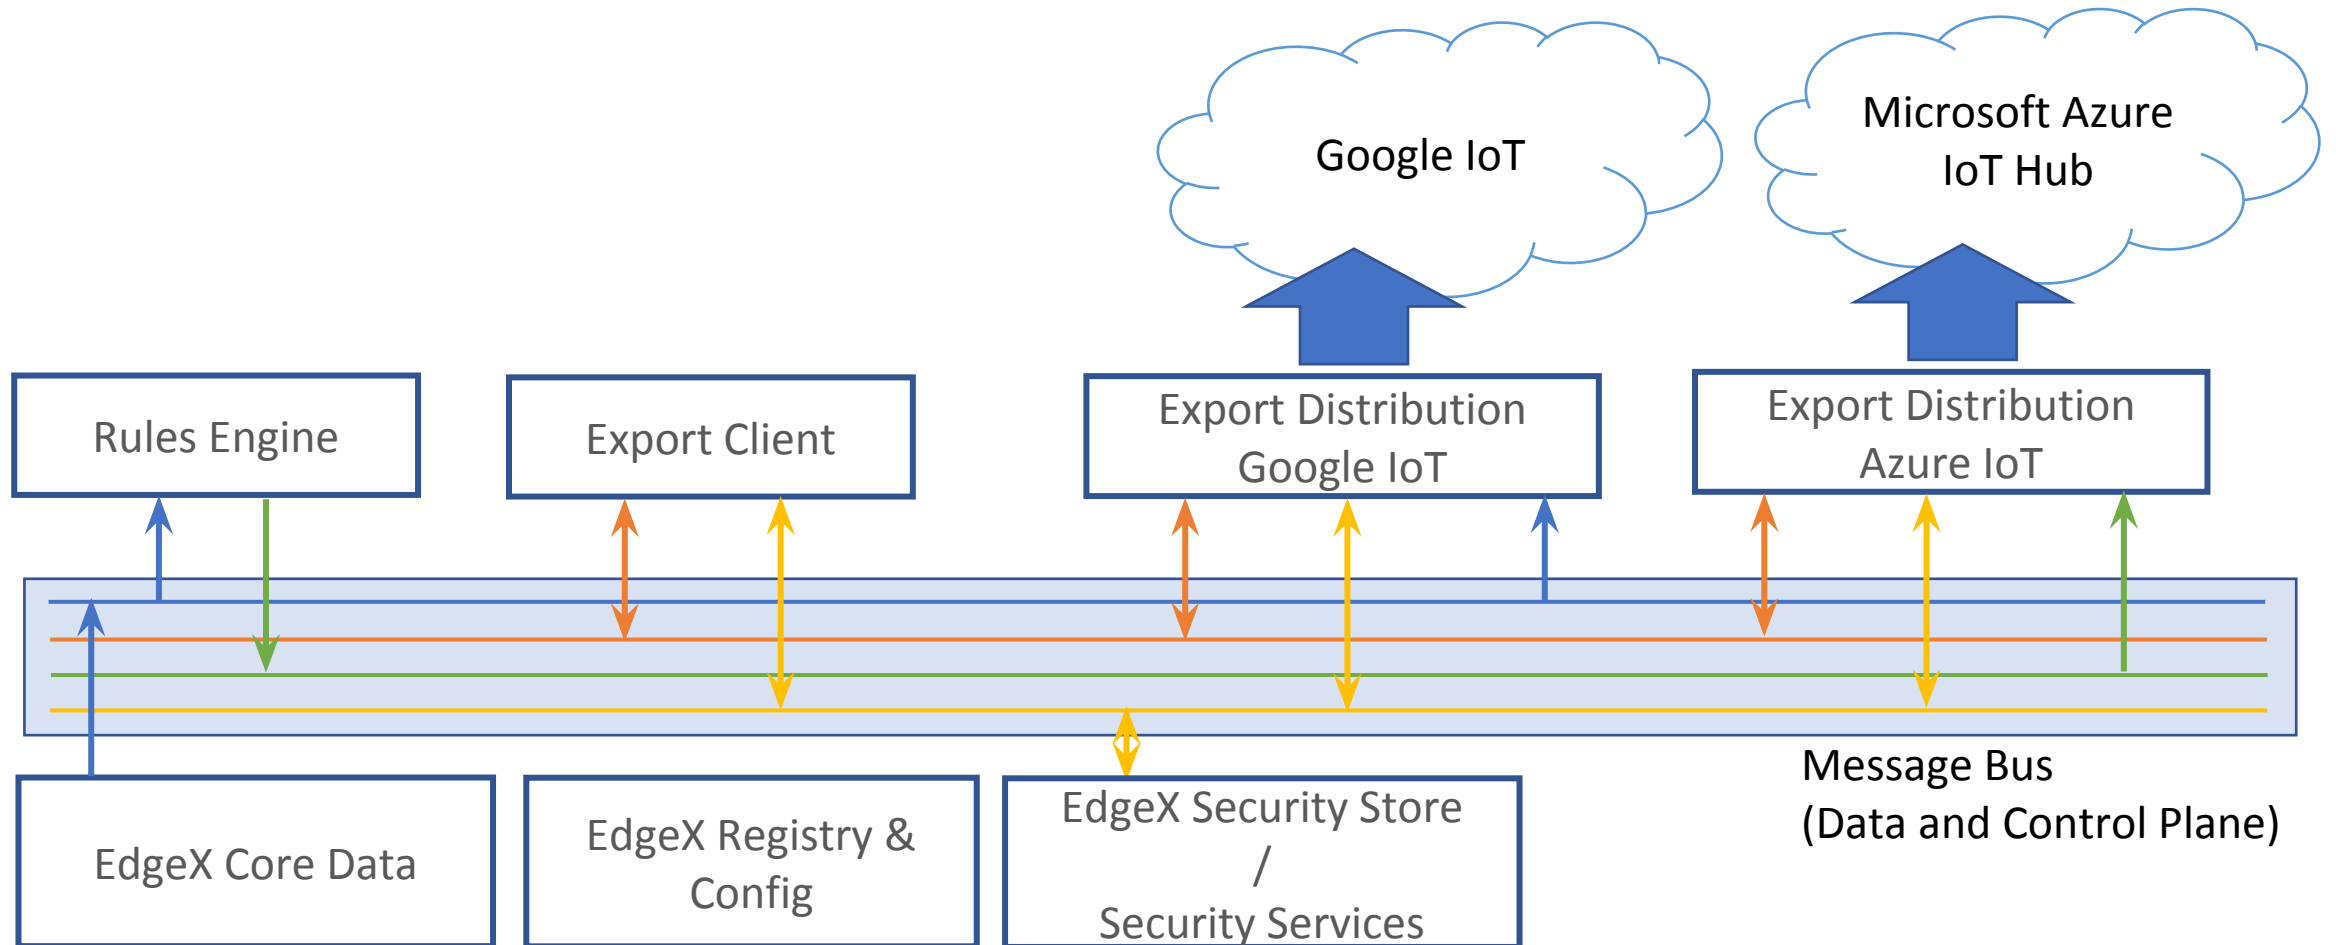 Google IoT
Microsoft Azure
IoT Hub
Rules Engine
Export Client
Export Distribution
Google IoT
Export Distribution
Azure IoT
Message Bus
(Data and Control Plane)
EdgeX Core Data
EdgeX Registry &
Config
EdgeX Security Store
/
Security Services